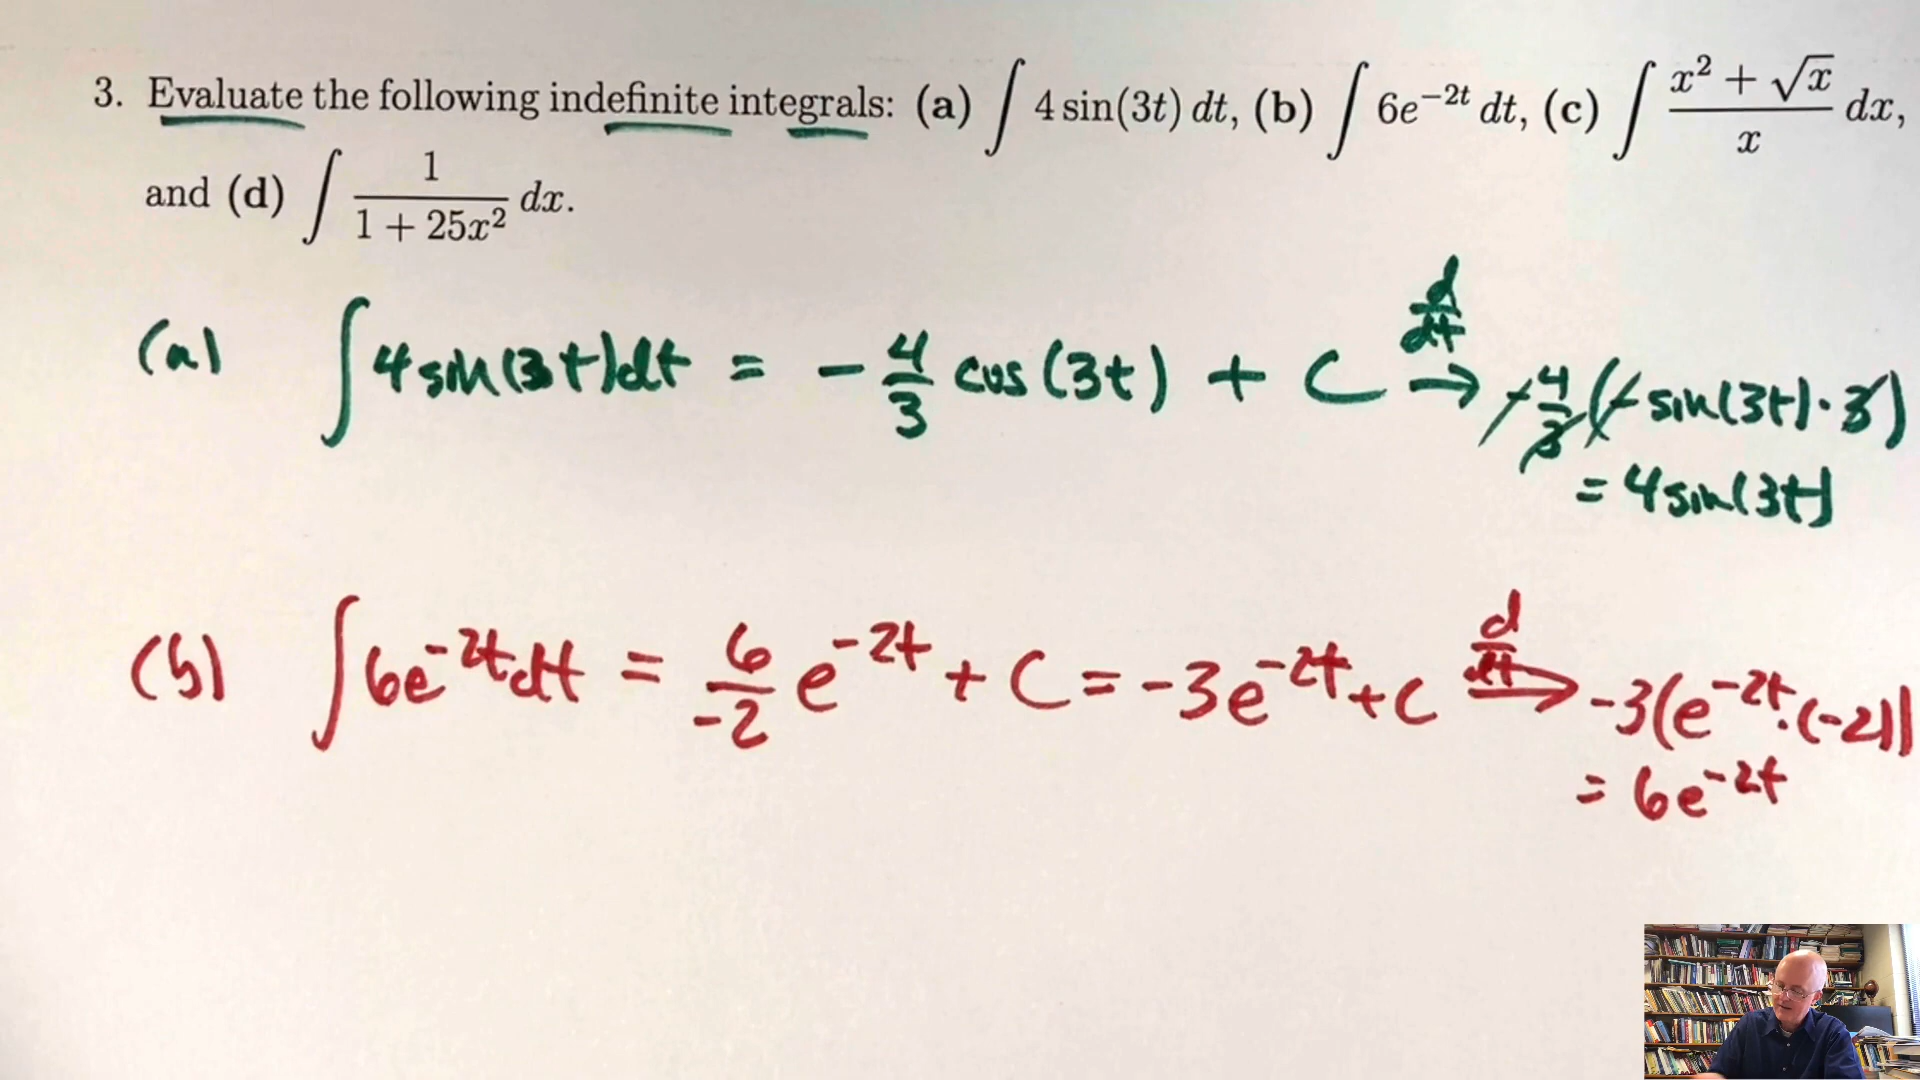 3. Evaluate the following indefinite integrals: (a) ∫ 4 sin(3t) dt, (b) ∫ 6e^{-2t} dt, (c) ∫ (x² + √x)/x dx,
and (d) ∫ 1/(1 + 25x²) dx.
(a) ∫ 4 sin(3t) dt = -4/3 cos(3t) + C d/dt → -4/3 (-sin(3t)·3)
= 4 sin(3t)
(b) ∫ 6e^{-2t} dt = 6/-2 e^{-2t} + C = -3e^{-2t} + C d/dt → -3(e^{-2t}·(-2))
= 6e^{-2t}